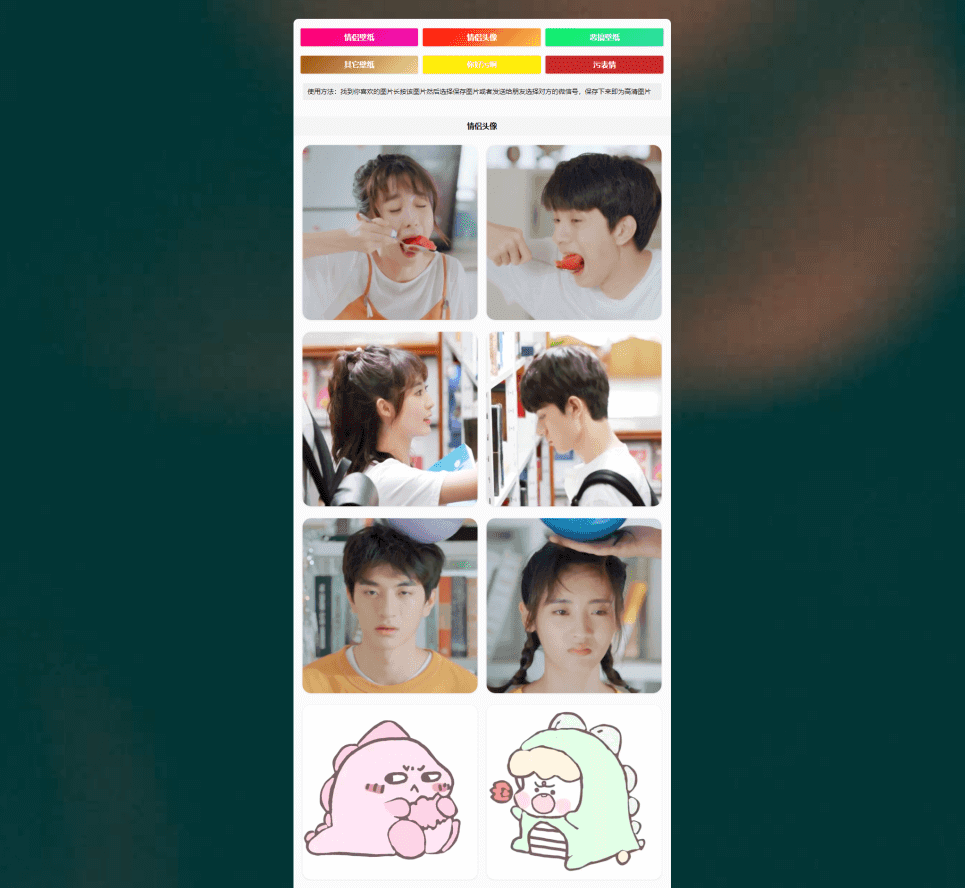 情侣壁纸
情侣头像
恶搞壁纸
其它壁纸
污表情
使用方法：找到你喜欢的图片长按该图片然后选择保存图片或者发送给朋友选择对方的微信号，保存下来即为高清图片
情侣头像